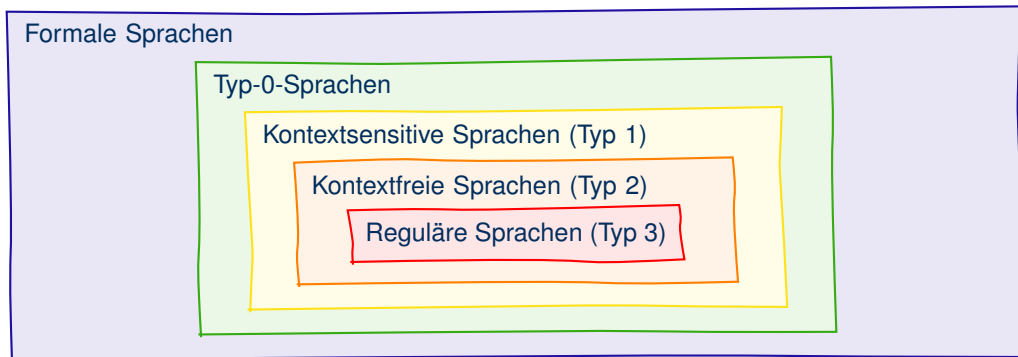 Formale Sprachen
Typ-0-Sprachen
Kontextsensitive Sprachen (Typ 1)
Kontextfreie Sprachen (Typ 2)
Reguläre Sprachen (Typ 3)